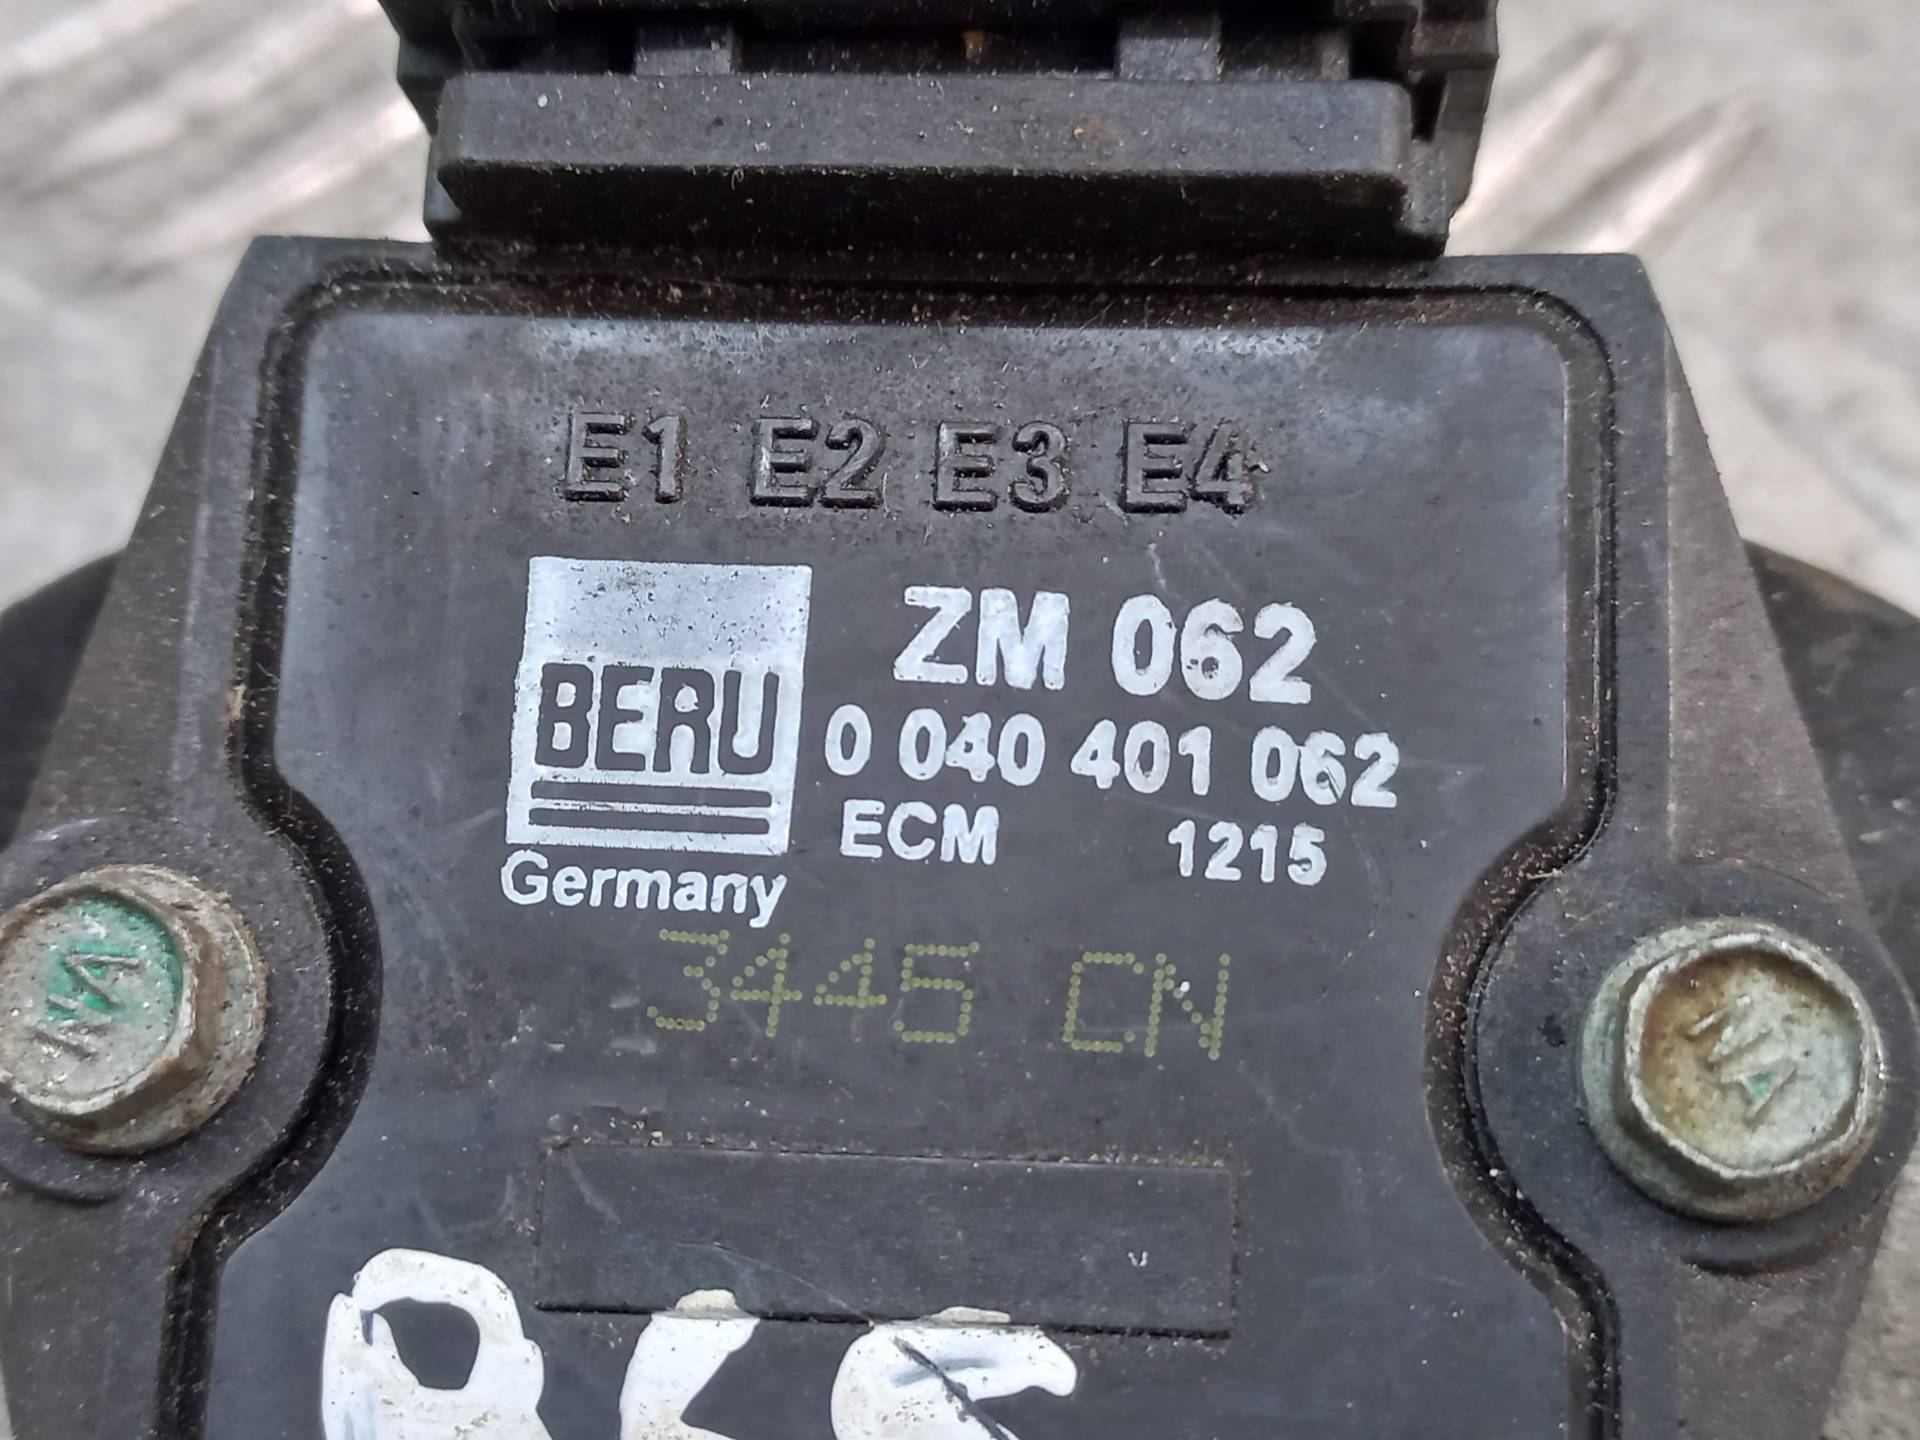 E1 E2 E3 E4
BERU
ZM 062
0 040 401 062
ECM 1215
Germany
3445 CN